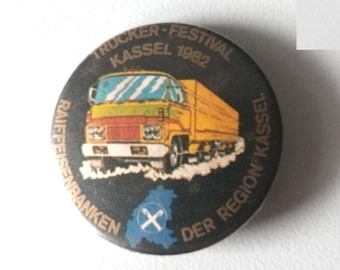 TRUCKER-FESTIVAL
KASSEL 1982
RAIFFEISENBANKEN DER REGION KASSEL